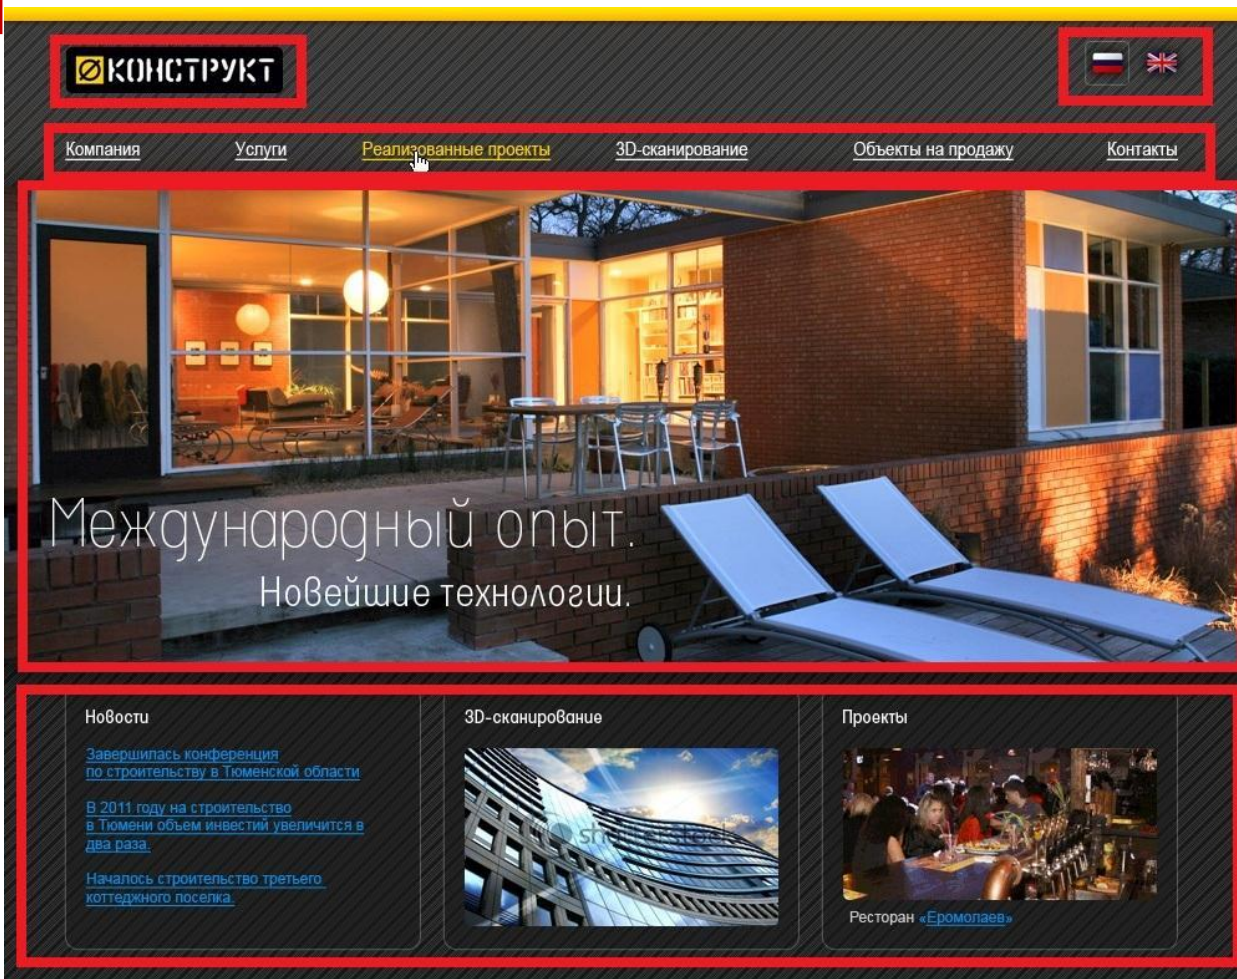 КОНСТРУКТ
Компания Услуги Реализованные проекты 3D-сканирование Объекты на продажу Контакты
Международный опыт.
Новейшие технологии.
Новости
Завершилась конференция
по строительству в Тюменской области
В 2011 году на строительство
в Тюмени объем инвестий увеличится в
два раза.
Началось строительство третьего
коттеджного поселка.
3D-сканирование
Проекты
Ресторан «Еромолаев»